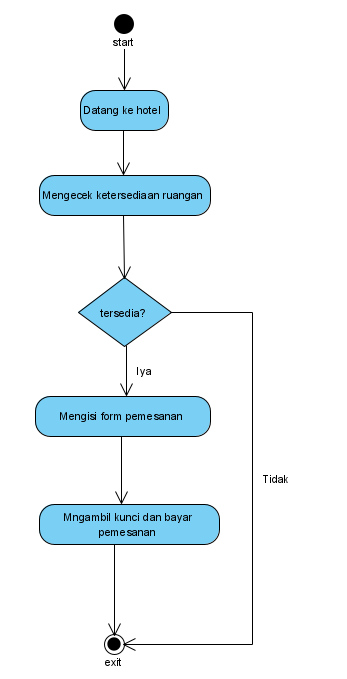 start
Datang ke hotel
Mengecek ketersediaan ruangan
tersedia?
Iya
Mengisi form pemesanan
Tidak
Mngambil kunci dan bayar
pemesanan
exit